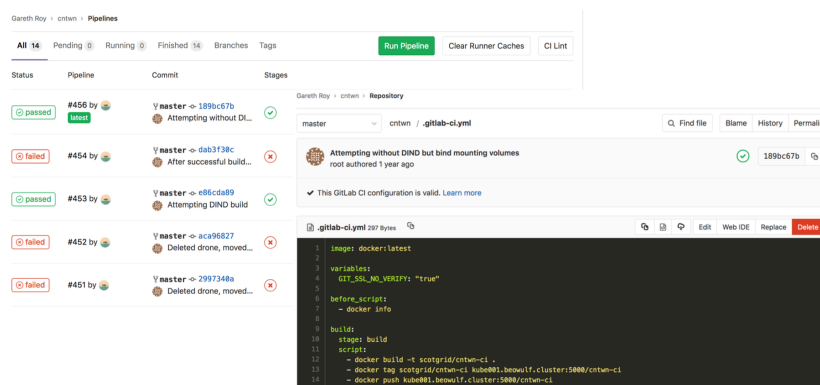 Gareth Roy › cntwn › Pipelines
All 14 Pending 0 Running 0 Finished 14 Branches Tags Run Pipeline Clear Runner Caches CI Lint
Status Pipeline Commit Stages
passed #456 by latest master 189bc67b
Attempting without DI...
failed #454 by master dab3f30c
After successful build...
passed #453 by master e86cda89
Attempting DIND build
failed #452 by master aca96827
Deleted drone, moved...
failed #451 by master 2997340a
Deleted drone, moved...
Gareth Roy › cntwn › Repository
master cntwn / .gitlab-ci.yml Find file Blame History Permali
Attempting without DIND but bind mounting volumes
root authored 1 year ago 189bc67b
This GitLab CI configuration is valid. Learn more
.gitlab-ci.yml 297 Bytes Edit Web IDE Replace Delete
1 image: docker:latest
2
3 variables:
4 GIT_SSL_NO_VERIFY: "true"
5
6 before_script:
7 - docker info
8
9 build:
10 stage: build
11 script:
12 - docker build -t scotgrid/cntwn-ci .
13 - docker tag scotgrid/cntwn-ci kube001.beowulf.cluster:5000/cntwn-ci
14 - docker push kube001.beowulf.cluster:5000/cntwn-ci